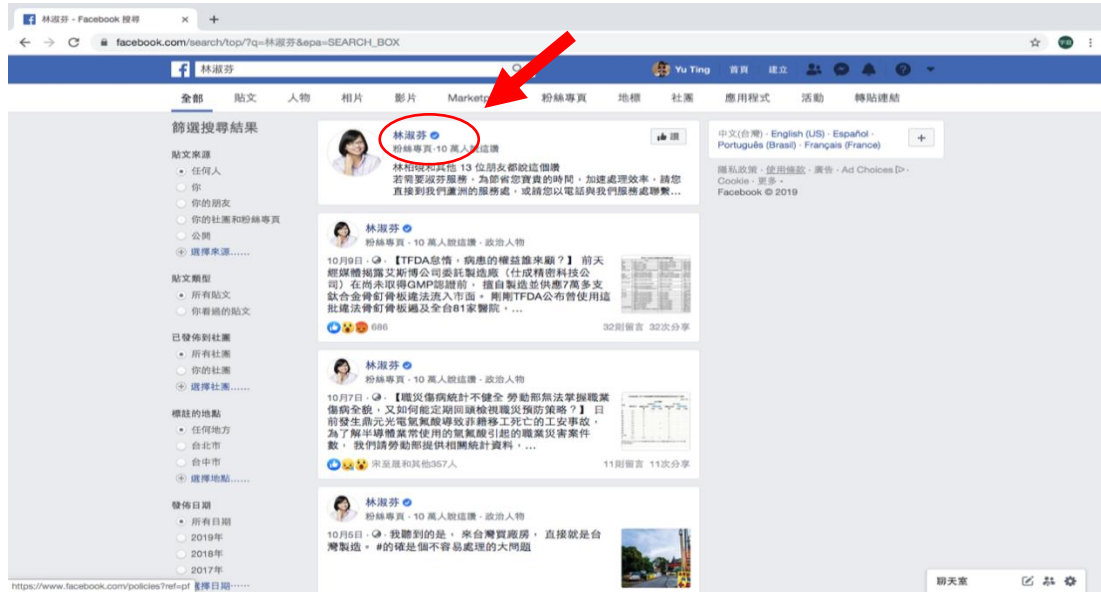 林淑芬 - Facebook 搜尋
facebook.com/search/top/?q=林淑芬&epa=SEARCH_BOX
林淑芬
Yu Ting 首頁 建立
全部 貼文 人物 相片 影片 Marketp 粉絲專頁 地標 社團 應用程式 活動 轉貼連結
篩選搜尋結果
貼文來源
任何人
你
你的朋友
你的社團和粉絲專頁
公開
選擇來源......
貼文類型
所有貼文
你看過的貼文
已發佈到社團
所有社團
你的社團
選擇社團......
標註的地點
任何地方
台北市
台中市
選擇地點......
發佈日期
所有日期
2019年
2018年
2017年
選擇日期......
https://www.facebook.com/policies?ref=pf
林淑芬
粉絲專頁·10 萬人說這讚
讚
林柏硯和其他 13 位朋友都說這個讚
若需要淑芬服務，為節省您寶貴的時間，加速處理效率，請您
直接到我們蘆洲的服務處，或請您以電話與我們服務處聯繫...
林淑芬
粉絲專頁 · 10 萬人說這讚 · 政治人物
10月9日 · 【TFDA怠惰，病患的權益誰來顧？】 前天
經媒體揭露艾斯博公司委託製造廠（仕成精密科技公
司）在尚未取得GMP認證前， 擅自製造並供應7萬多支
鈦合金骨釘骨板違法流入市面。 剛剛TFDA公布曾使用這
批違法骨釘骨板遍及全台81家醫院，...
686
32則留言 32次分享
林淑芬
粉絲專頁 · 10 萬人說這讚 · 政治人物
10月7日 · 【職災傷病統計不健全 勞動部無法掌握職業
傷病全貌，又如何能定期回頭檢視職災預防策略？】 日
前發生鼎元光電氫氟酸導致菲籍移工死亡的工安事故，
為了解半導體業常使用的氫氟酸引起的職業災害案件
數， 我們請勞動部提供相關統計資料，...
宋至晟和其他357人
11則留言 11次分享
林淑芬
粉絲專頁 · 10 萬人說這讚 · 政治人物
10月5日 · 我聽到的是， 來台灣買廠房， 直接就是台
灣製造。 #的確是個不容易處理的大問題
中文(台灣) · English (US) · Español ·
Português (Brasil) · Français (France)
隱私政策 · 使用條款 · 廣告 · Ad Choices ·
Cookie · 更多
Facebook © 2019
聊天室